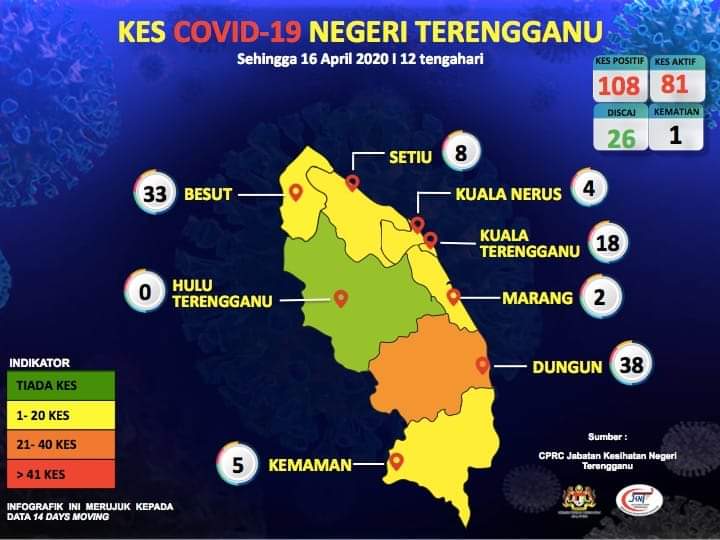 KES COVID-19 NEGERI TERENGGANU
Sehingga 16 April 2020 I 12 tengahari
KES POSITIF
108
KES AKTIF
81
DISCAJ
26
KEMATIAN
1
SETIU 8
33 BESUT
KUALA NERUS 4
KUALA
TERENGGANU 18
0 HULU
TERENGGANU
MARANG 2
DUNGUN 38
5 KEMAMAN
INDIKATOR
TIADA KES
1- 20 KES
21- 40 KES
> 41 KES
INFOGRAFIK INI MERUJUK KEPADA
DATA 14 DAYS MOVING
Sumber :
CPRC Jabatan Kesihatan Negeri
Terengganu